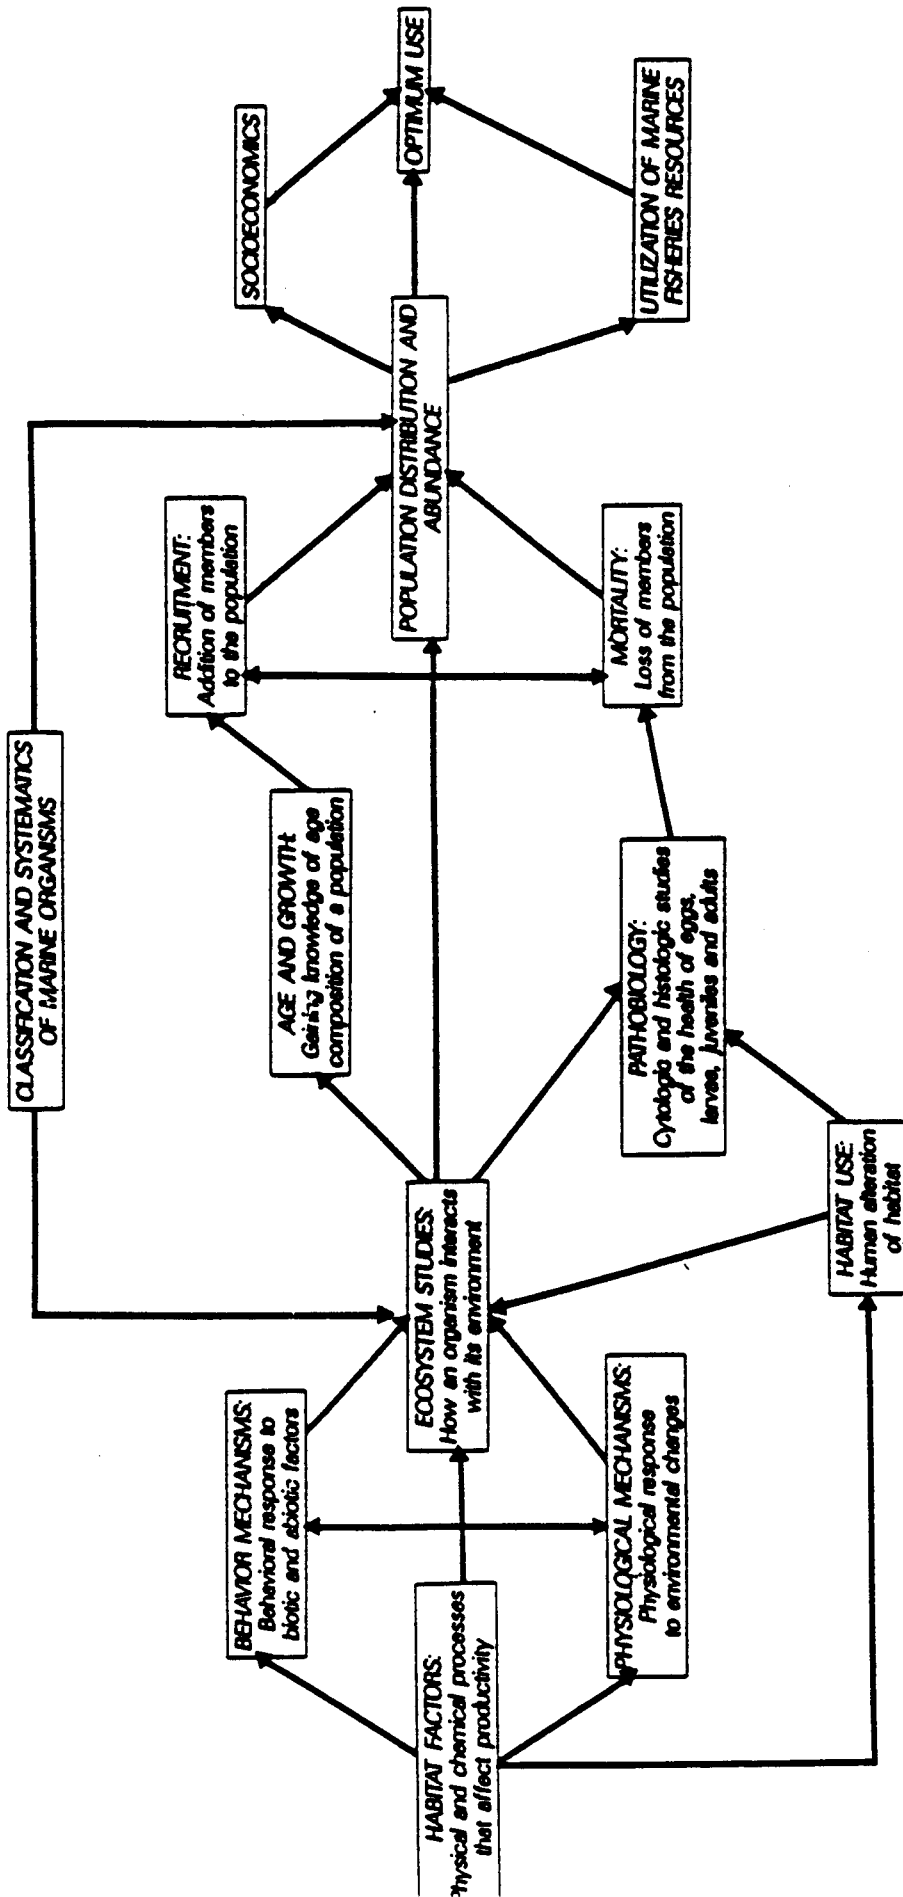 CLASSIFICATION AND SYSTEMATICS
OF MARINE ORGANISMS
BEHAVIOR MECHANISMS:
Behavioral response to
biotic and abiotic factors
AGE AND GROWTH:
Gaining knowledge of age
composition of a population
RECRUITMENT:
Addition of members
to the population
SOCIOECONOMICS
HABITAT FACTORS:
Physical and chemical processes
that affect productivity
ECOSYSTEM STUDIES:
How an organism interacts
with its environment
POPULATION DISTRIBUTION AND
ABUNDANCE
OPTIMUM USE
PHYSIOLOGICAL MECHANISMS:
Physiological response
to environmental changes
PATHOBIOLOGY:
Cytologic and histologic studies
of the health of eggs,
larvae, juveniles and adults
MORTALITY:
Loss of members
from the population
UTILIZATION OF MARINE
FISHERIES RESOURCES
HABITAT USE:
Human alteration
of habitat